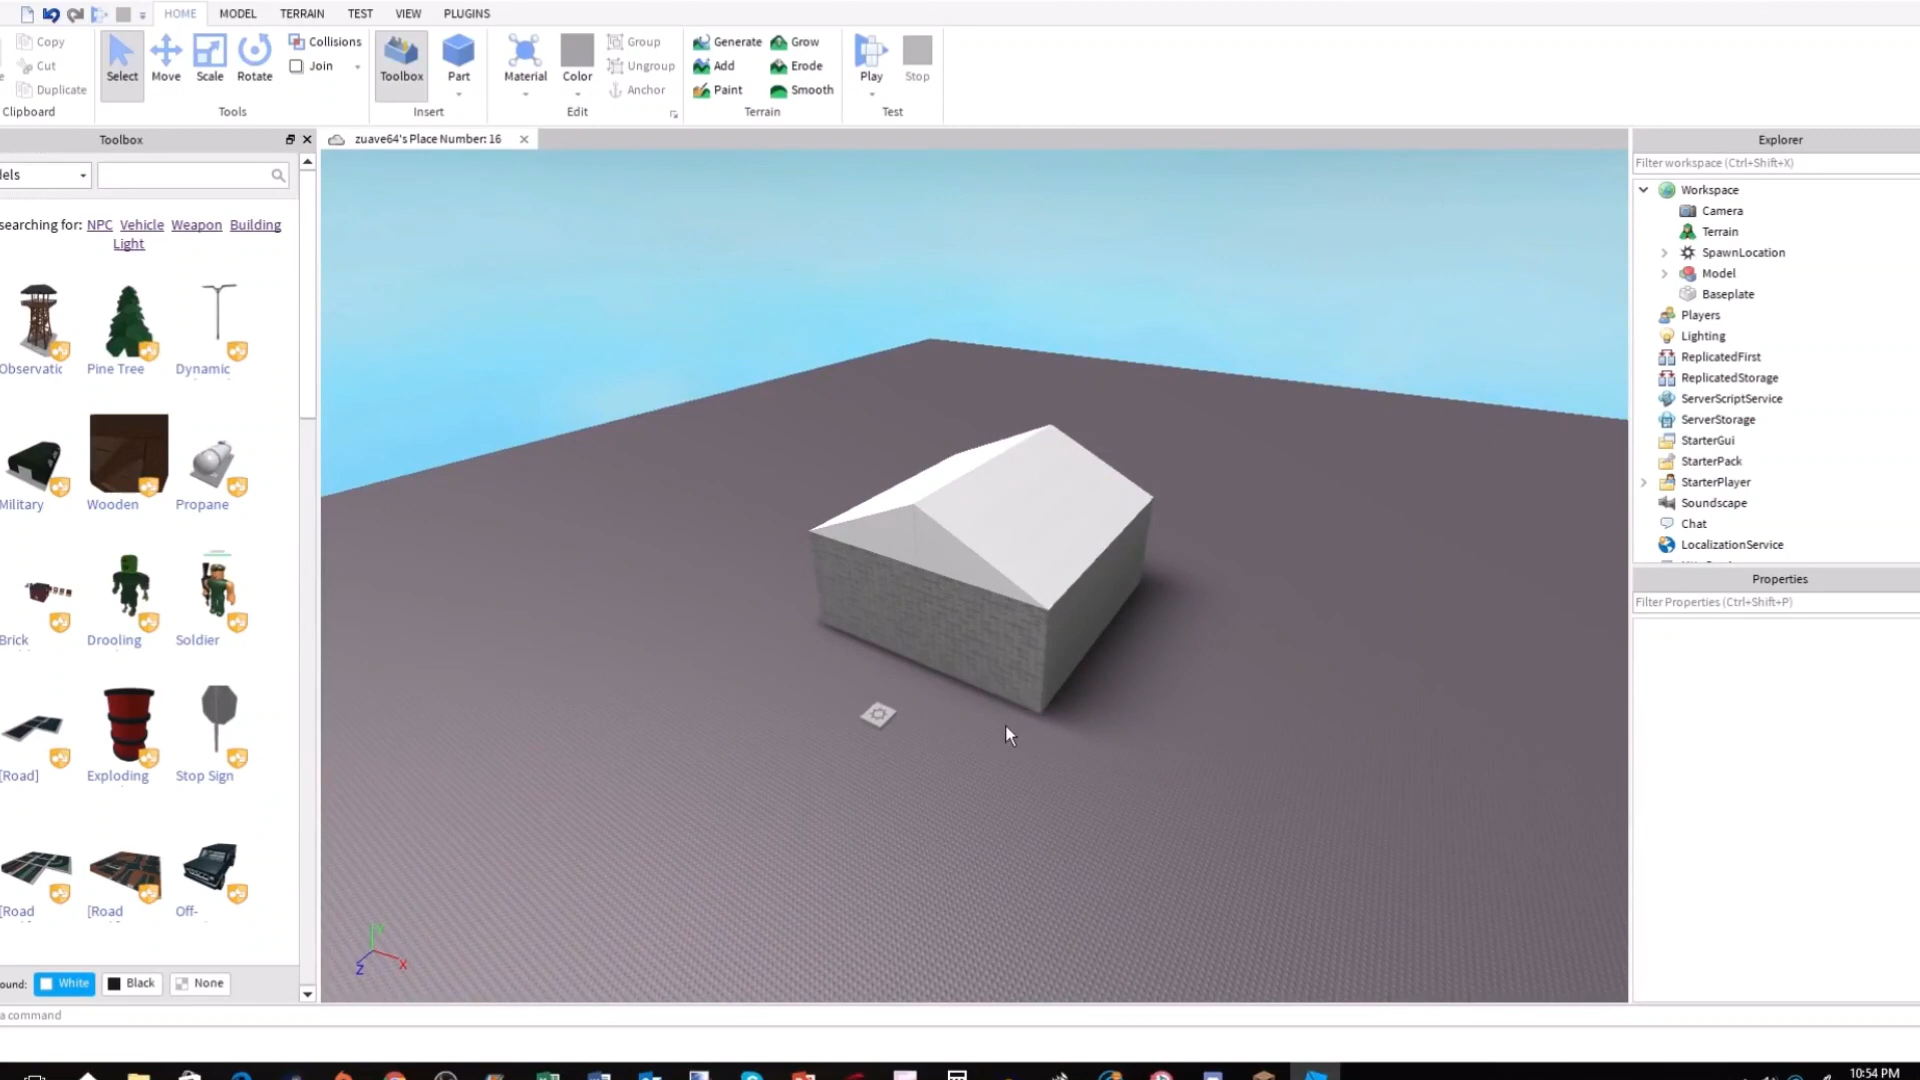 HOME MODEL TERRAIN TEST VIEW PLUGINS
Copy
Cut
Duplicate
Clipboard
Select Move Scale Rotate
Collisions
Join
Tools
Toolbox Part
Insert
Material Color
Group
Ungroup
Anchor
Edit
Generate Grow
Add Erode
Paint Smooth
Terrain
Play Stop
Test
Toolbox
els
searching for: NPC Vehicle Weapon Building
Light
Observatic Pine Tree Dynamic
Military Wooden Propane
Brick Drooling Soldier
[Road] Exploding Stop Sign
[Road [Road Off-
ound: White Black None
a command
zuave64's Place Number: 16
Y
Z X
Explorer
Filter workspace (Ctrl+Shift+X)
Workspace
Camera
Terrain
SpawnLocation
Model
Baseplate
Players
Lighting
ReplicatedFirst
ReplicatedStorage
ServerScriptService
ServerStorage
StarterGui
StarterPack
StarterPlayer
Soundscape
Chat
LocalizationService
Properties
Filter Properties (Ctrl+Shift+P)
10:54 PM